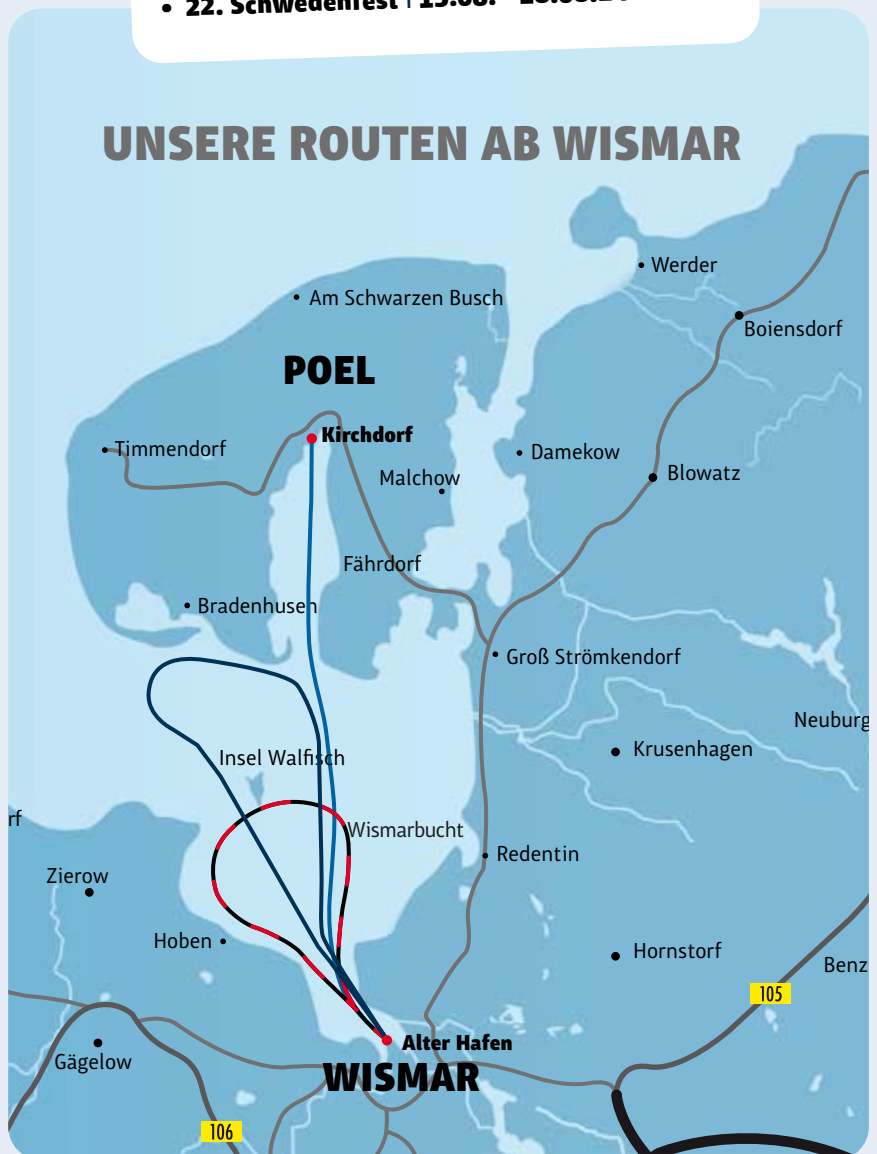 • 22. Schwedenfest |
UNSERE ROUTEN AB WISMAR
Werder
Am Schwarzen Busch
Boiensdorf
POEL
Kirchdorf
Timmendorf
Damekow
Malchow
Blowatz
Fährdorf
Bradenhusen
Groß Strömkendorf
Neuburg
Krusenhagen
Insel Walfisch
rf
Wismarbucht
Redentin
Zierow
Hoben
Hornstorf
Benz
105
Alter Hafen
Gägelow
WISMAR
106